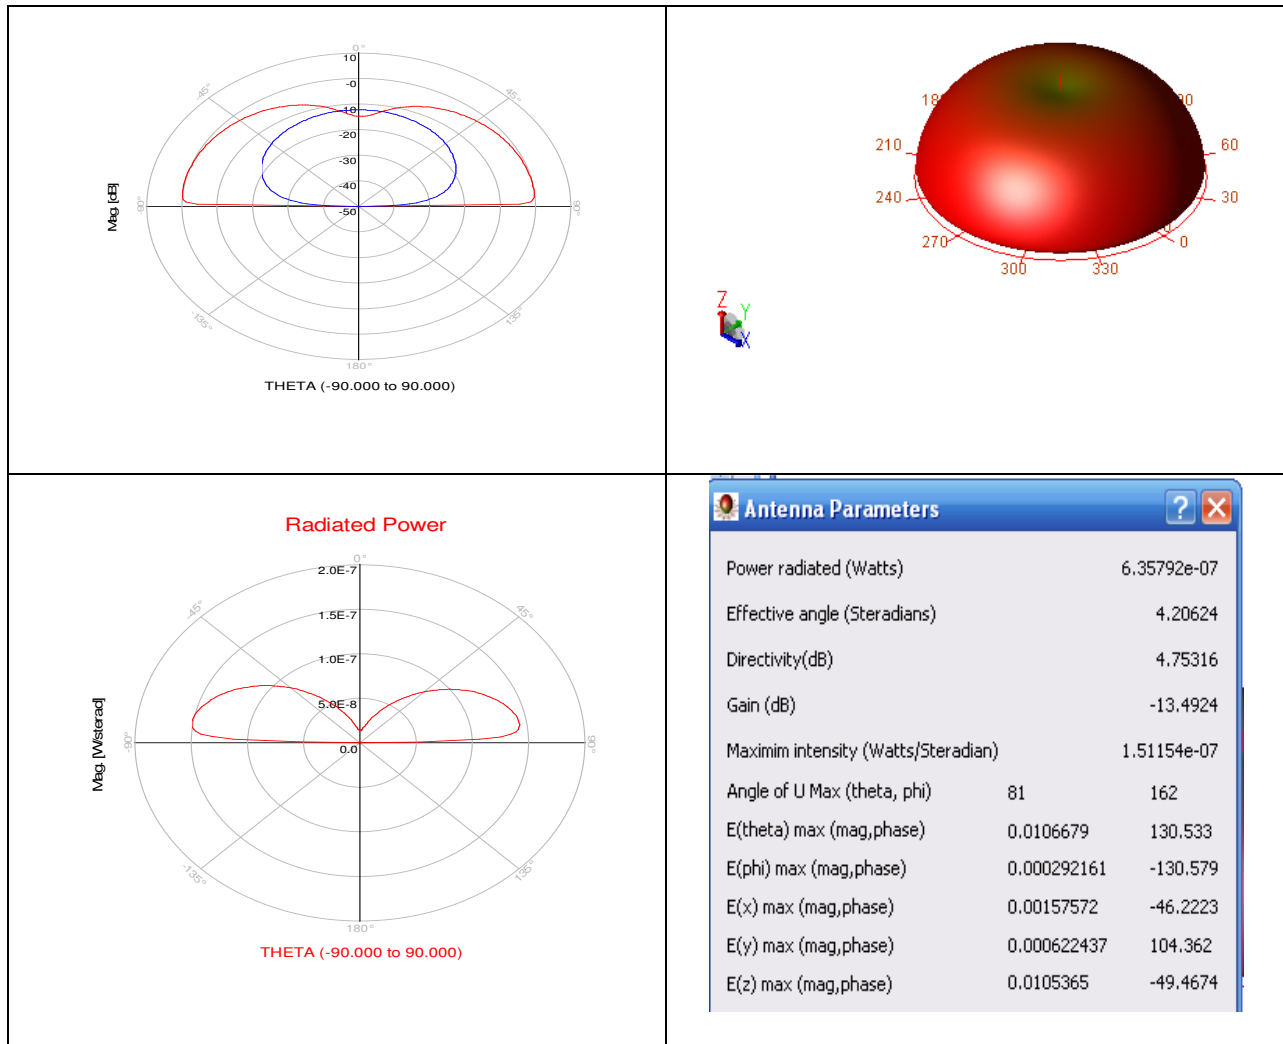 0°
10
-0
-10
-20
-30
-40
-50
-45°
45°
-90°
90°
-135°
135°
180°
Mag. [dB]
THETA (-90.000 to 90.000)
18
90
210
60
240
30
270
0
0
300
330
Z
Y
X
Radiated Power
0°
2.0E-7
1.5E-7
1.0E-7
5.0E-8
0.0
-45°
45°
-90°
90°
-135°
135°
180°
Mag. [W/sterad]
THETA (-90.000 to 90.000)
Antenna Parameters
Power radiated (Watts) 6.35792e-07
Effective angle (Steradians) 4.20624
Directivity(dB) 4.75316
Gain (dB) -13.4924
Maximim intensity (Watts/Steradian) 1.51154e-07
Angle of U Max (theta, phi) 81 162
E(theta) max (mag,phase) 0.0106679 130.533
E(phi) max (mag,phase) 0.000292161 -130.579
E(x) max (mag,phase) 0.00157572 -46.2223
E(y) max (mag,phase) 0.000622437 104.362
E(z) max (mag,phase) 0.0105365 -49.4674